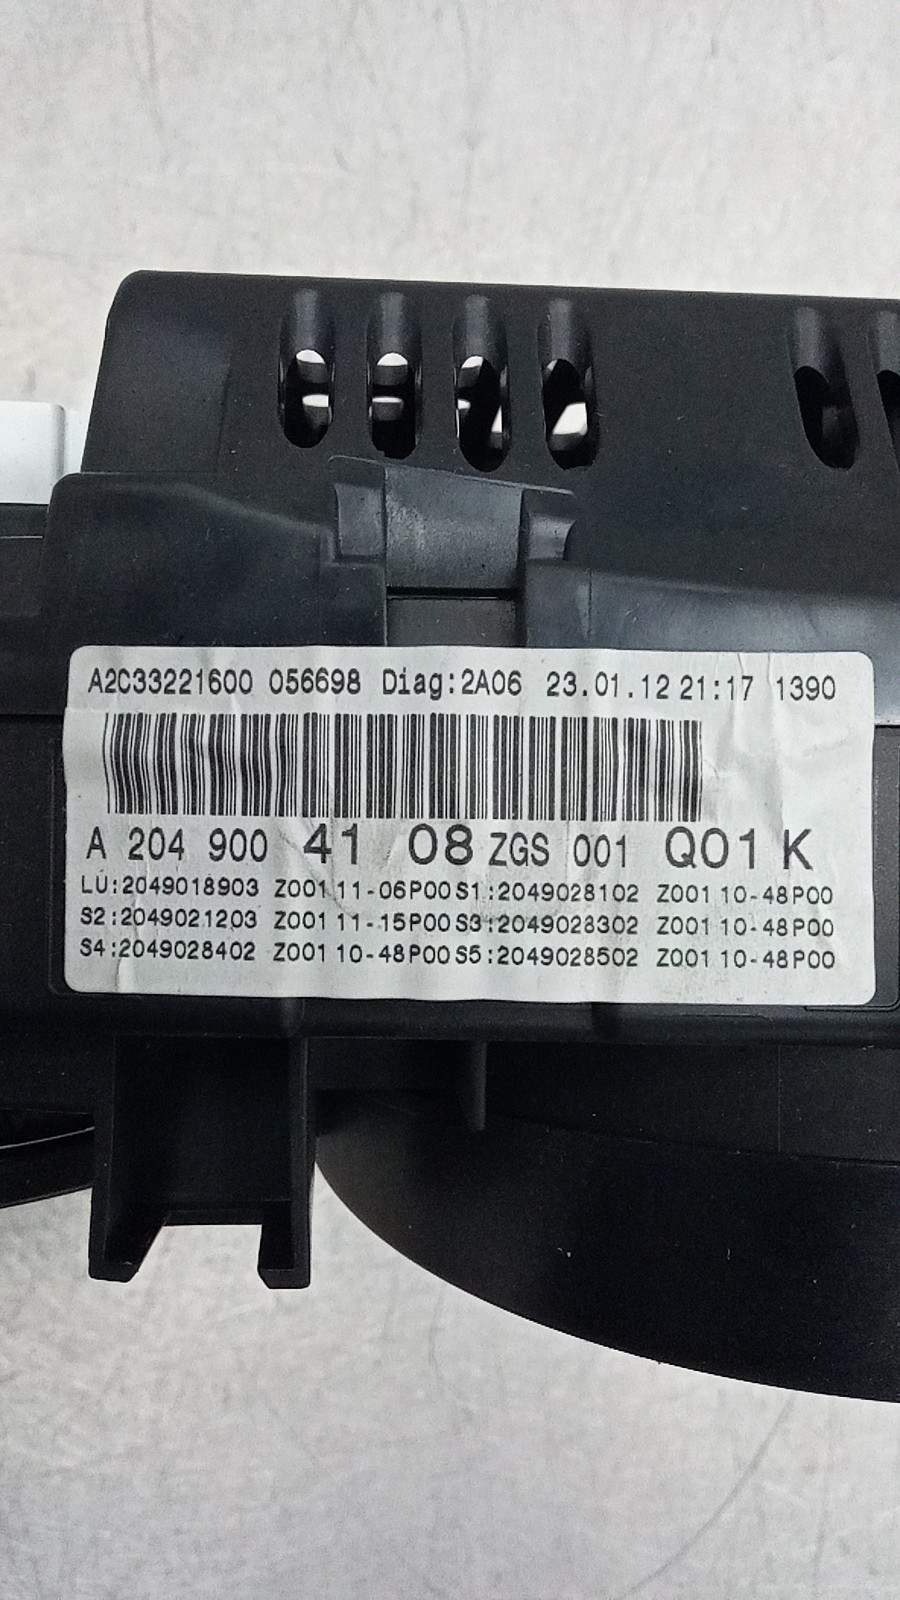 A2C33221600 056698 Diag:2A06 23.01.12 21:17 1390
A 204 900 41 08 ZGS 001 Q01 K
LU:2049018903 Z001 11-06P00 S1:2049028102 Z001 10-48P00
S2:2049021203 Z001 11-15P00 S3:2049028302 Z001 10-48P00
S4:2049028402 Z001 10-48P00 S5:2049028502 Z001 10-48P00